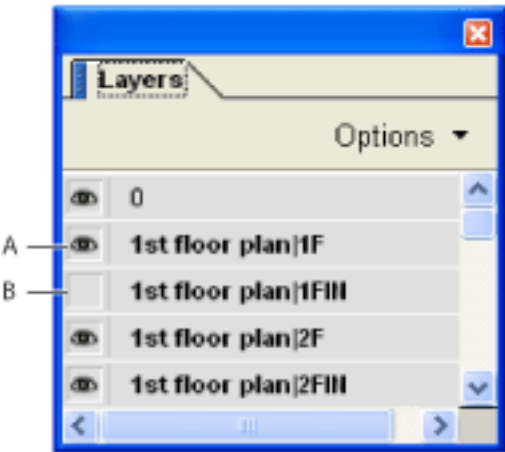 Layers
Options
0
A
1st floor plan|1F
B
1st floor plan|1FIN
1st floor plan|2F
1st floor plan|2FIN